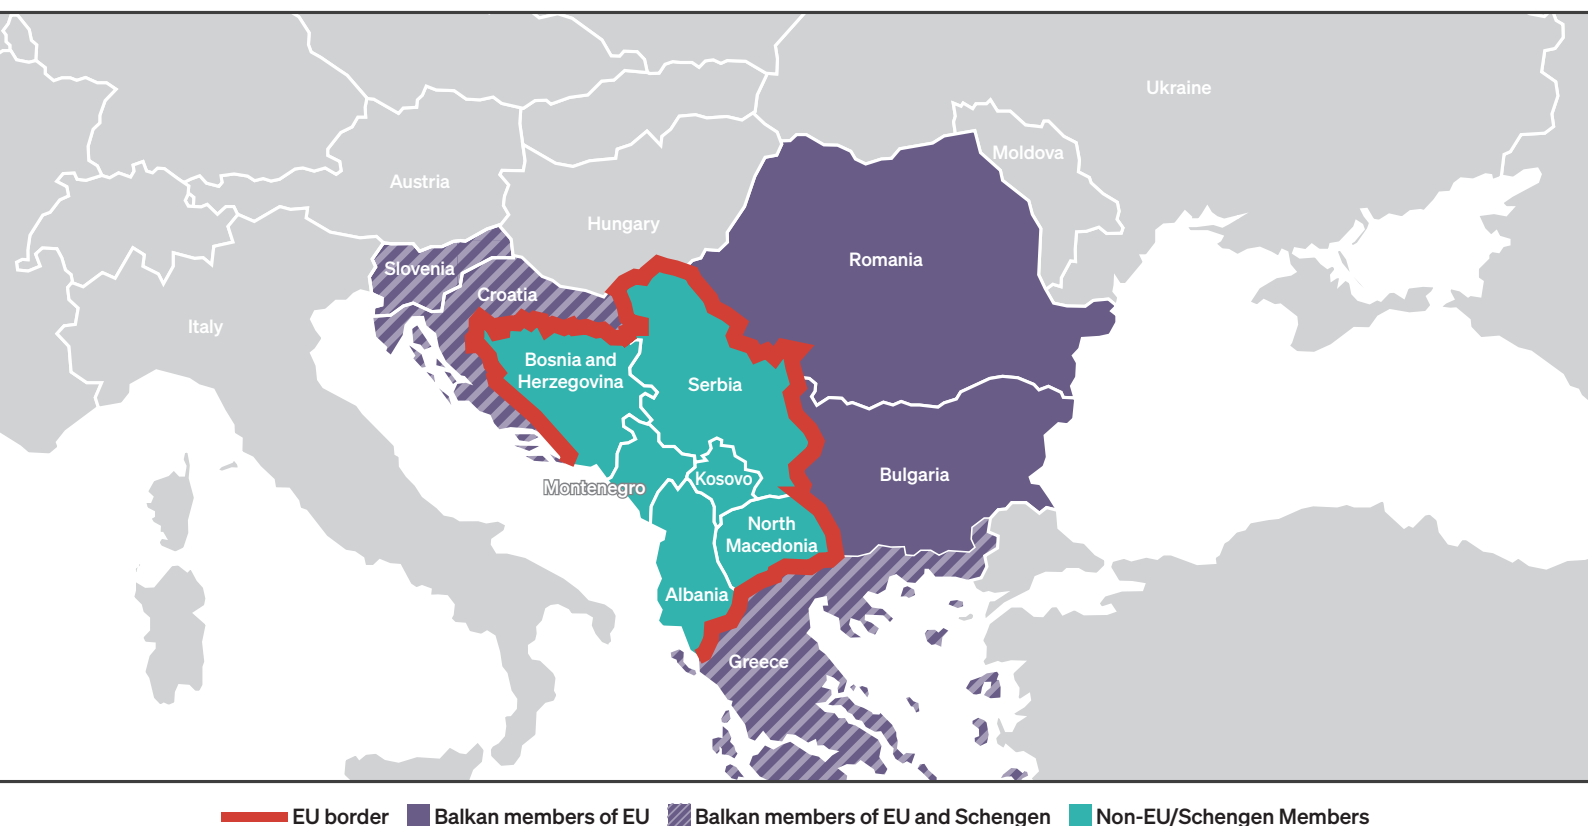 Ukraine
Moldova
Austria
Hungary
Romania
Slovenia
Croatia
Italy
Bosnia and
Herzegovina
Serbia
Bulgaria
Kosovo
Montenegro
North
Macedonia
Albania
Greece
EU border Balkan members of EU Balkan members of EU and Schengen Non-EU/Schengen Members